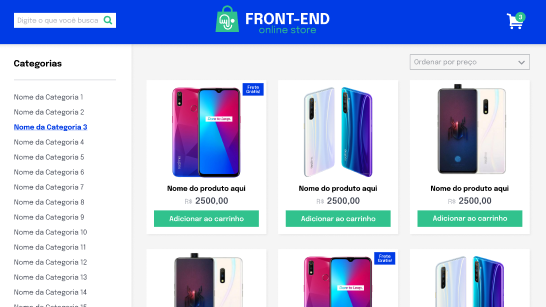 Digite o que você busca
FRONT-END
online store
3
Categorias
Ordenar por preço
Nome da Categoria 1
Nome da Categoria 2
Nome da Categoria 3
Nome da Categoria 4
Nome da Categoria 5
Nome da Categoria 6
Nome da Categoria 7
Nome da Categoria 8
Nome da Categoria 9
Nome da Categoria 10
Nome da Categoria 11
Nome da Categoria 12
Nome da Categoria 13
Nome da Categoria 14
Frete
Grátis!
Nome do produto aqui
R$ 2500,00
Adicionar ao carrinho
Nome do produto aqui
R$ 2500,00
Adicionar ao carrinho
Nome do produto aqui
R$ 2500,00
Adicionar ao carrinho
Frete
Grátis!